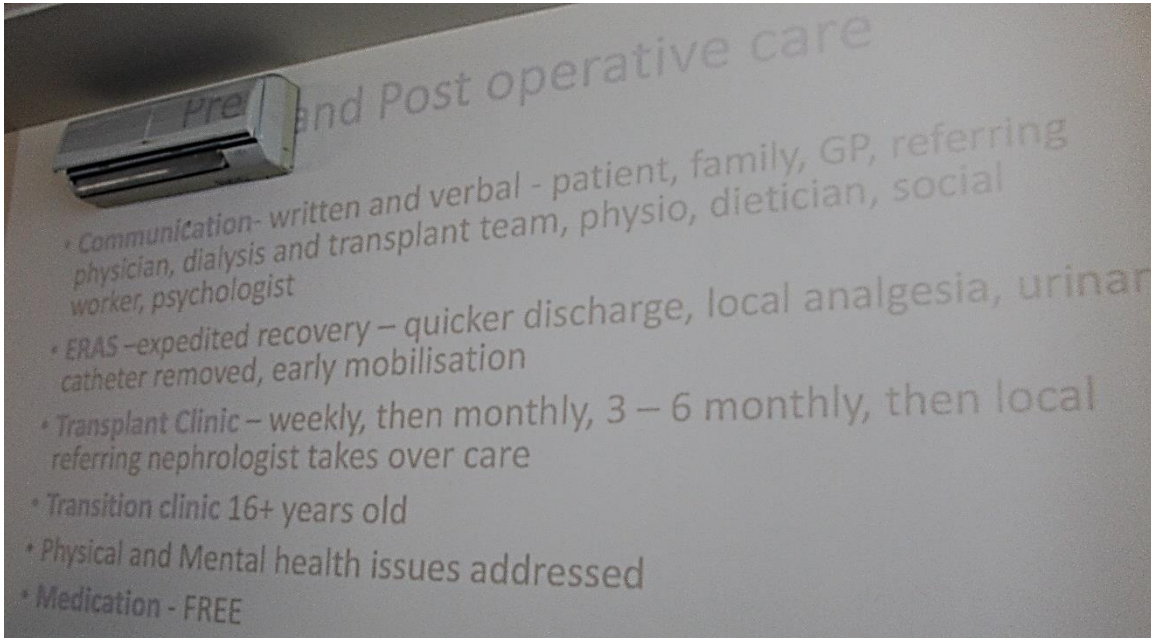 Pre and Post operative care
• Communication- written and verbal - patient, family, GP, referring
physician, dialysis and transplant team, physio, dietician, social
worker, psychologist
• ERAS –expedited recovery – quicker discharge, local analgesia, urinar
catheter removed, early mobilisation
• Transplant Clinic – weekly, then monthly, 3 – 6 monthly, then local
referring nephrologist takes over care
• Transition clinic 16+ years old
• Physical and Mental health issues addressed
• Medication - FREE